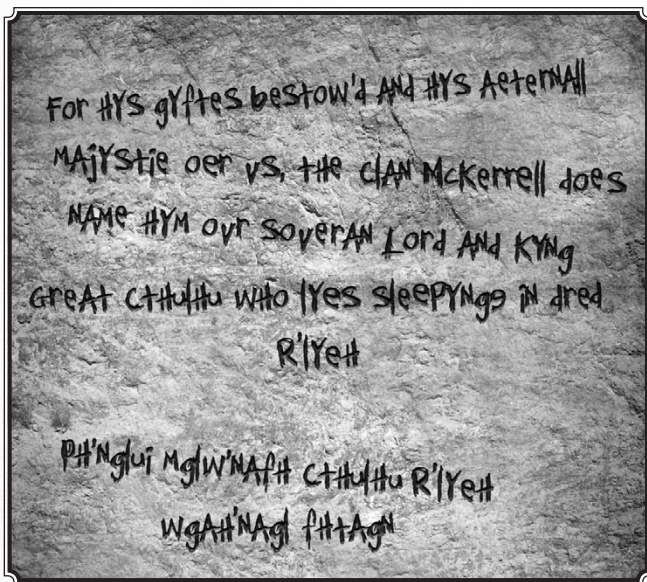 For HYS gYftes bestow'd ANd HYS AeterNAll
MAjYStie oer vS, tHe clAN McKerrell does
NAMe HYM ovr SoverAN Lord ANd KYNg
GreAt CtHulHu wHo lYes SleePYNge iN dred
R'lYeH
PH'Nglui MglW'NAfH CtHulHu R'lYeH
WgAH'NAgl fHtAgN